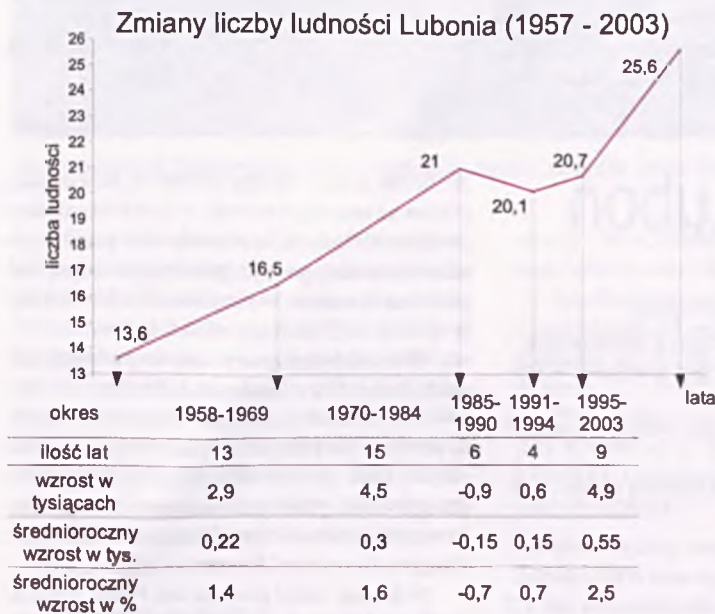 Zmiany liczby ludności Lubonia (1957 - 2003)
26
25
24
23
22
21
20
19
18
17
16
15
14
13
liczba ludności
13,6
16,5
21
20,1
20,7
25,6
lata
okres 1958-1969 1970-1984 1985-1990 1991-1994 1995-2003
ilość lat 13 15 6 4 9
wzrost w tysiącach 2,9 4,5 -0,9 0,6 4,9
średnioroczny wzrost w tys. 0,22 0,3 -0,15 0,15 0,55
średnioroczny wzrost w % 1,4 1,6 -0,7 0,7 2,5